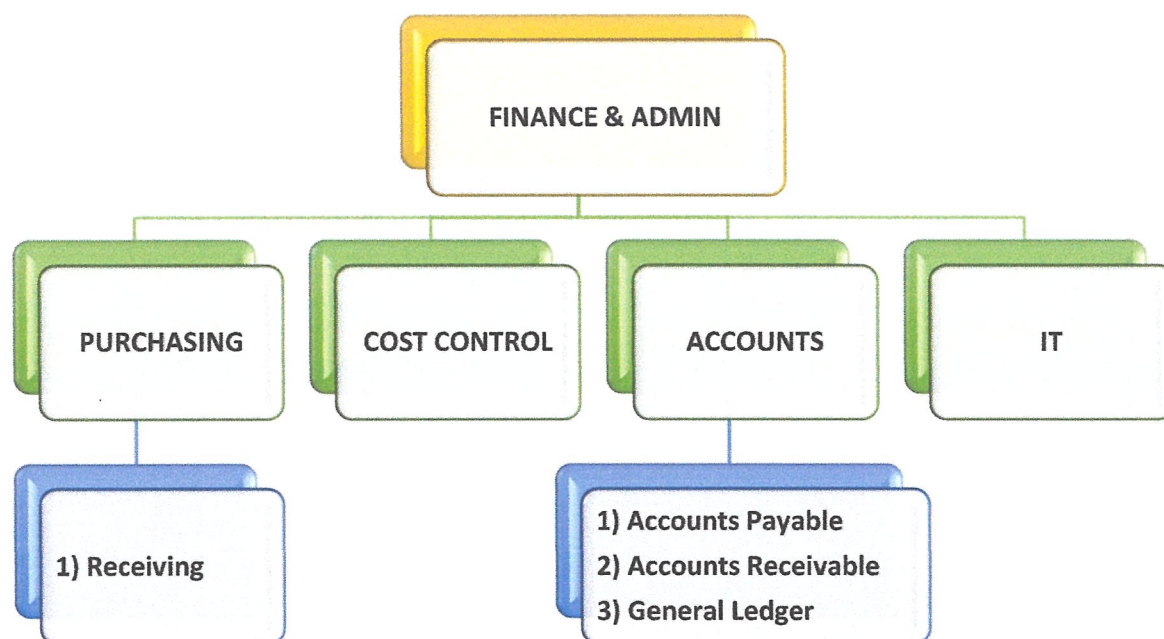 FINANCE & ADMIN
PURCHASING
COST CONTROL
ACCOUNTS
IT
1) Receiving
1) Accounts Payable
2) Accounts Receivable
3) General Ledger